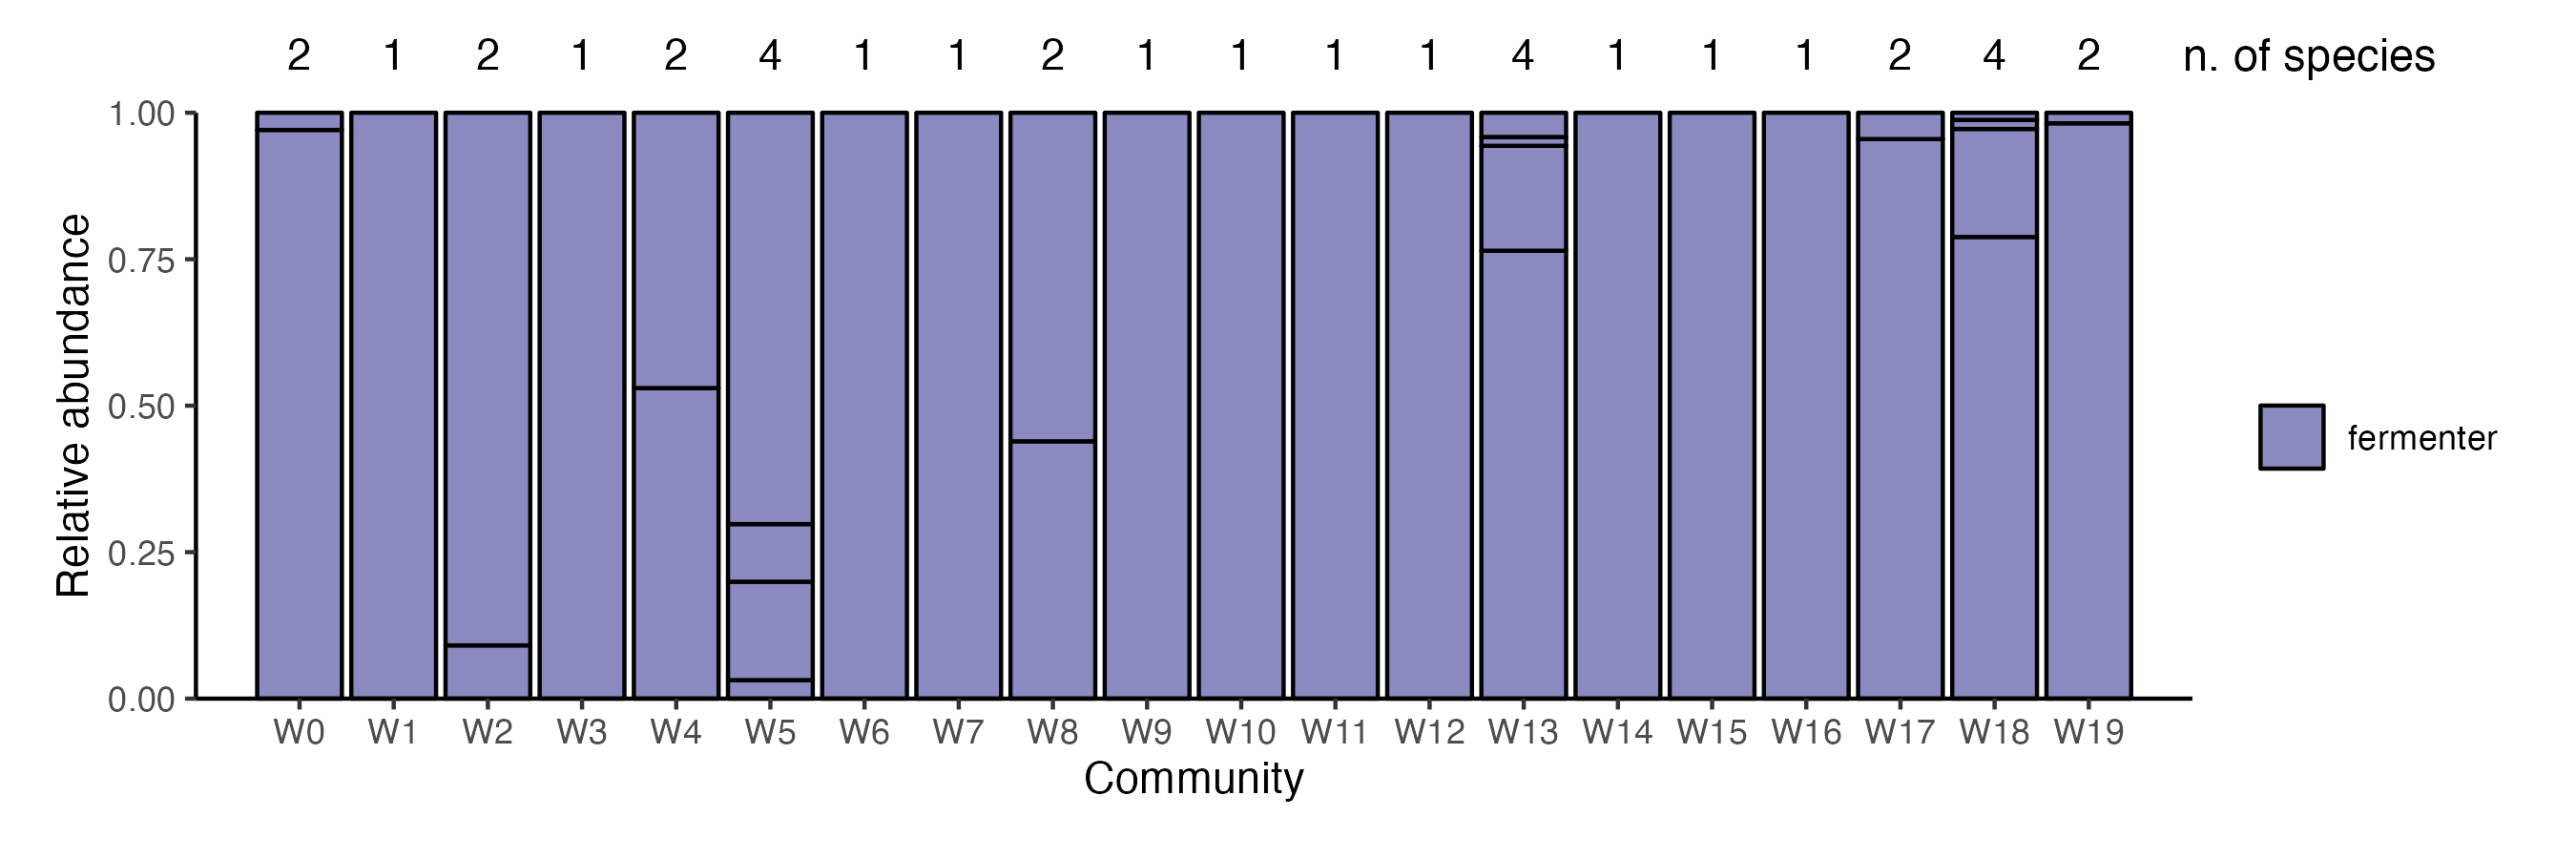 2 1 2 1 2 4 1 1 2 1 1 1 1 4 1 1 1 2 4 2 n. of species
1.00
0.75
0.50
0.25
0.00
Relative abundance
fermenter
W0 W1 W2 W3 W4 W5 W6 W7 W8 W9 W10 W11 W12 W13 W14 W15 W16 W17 W18 W19
Community